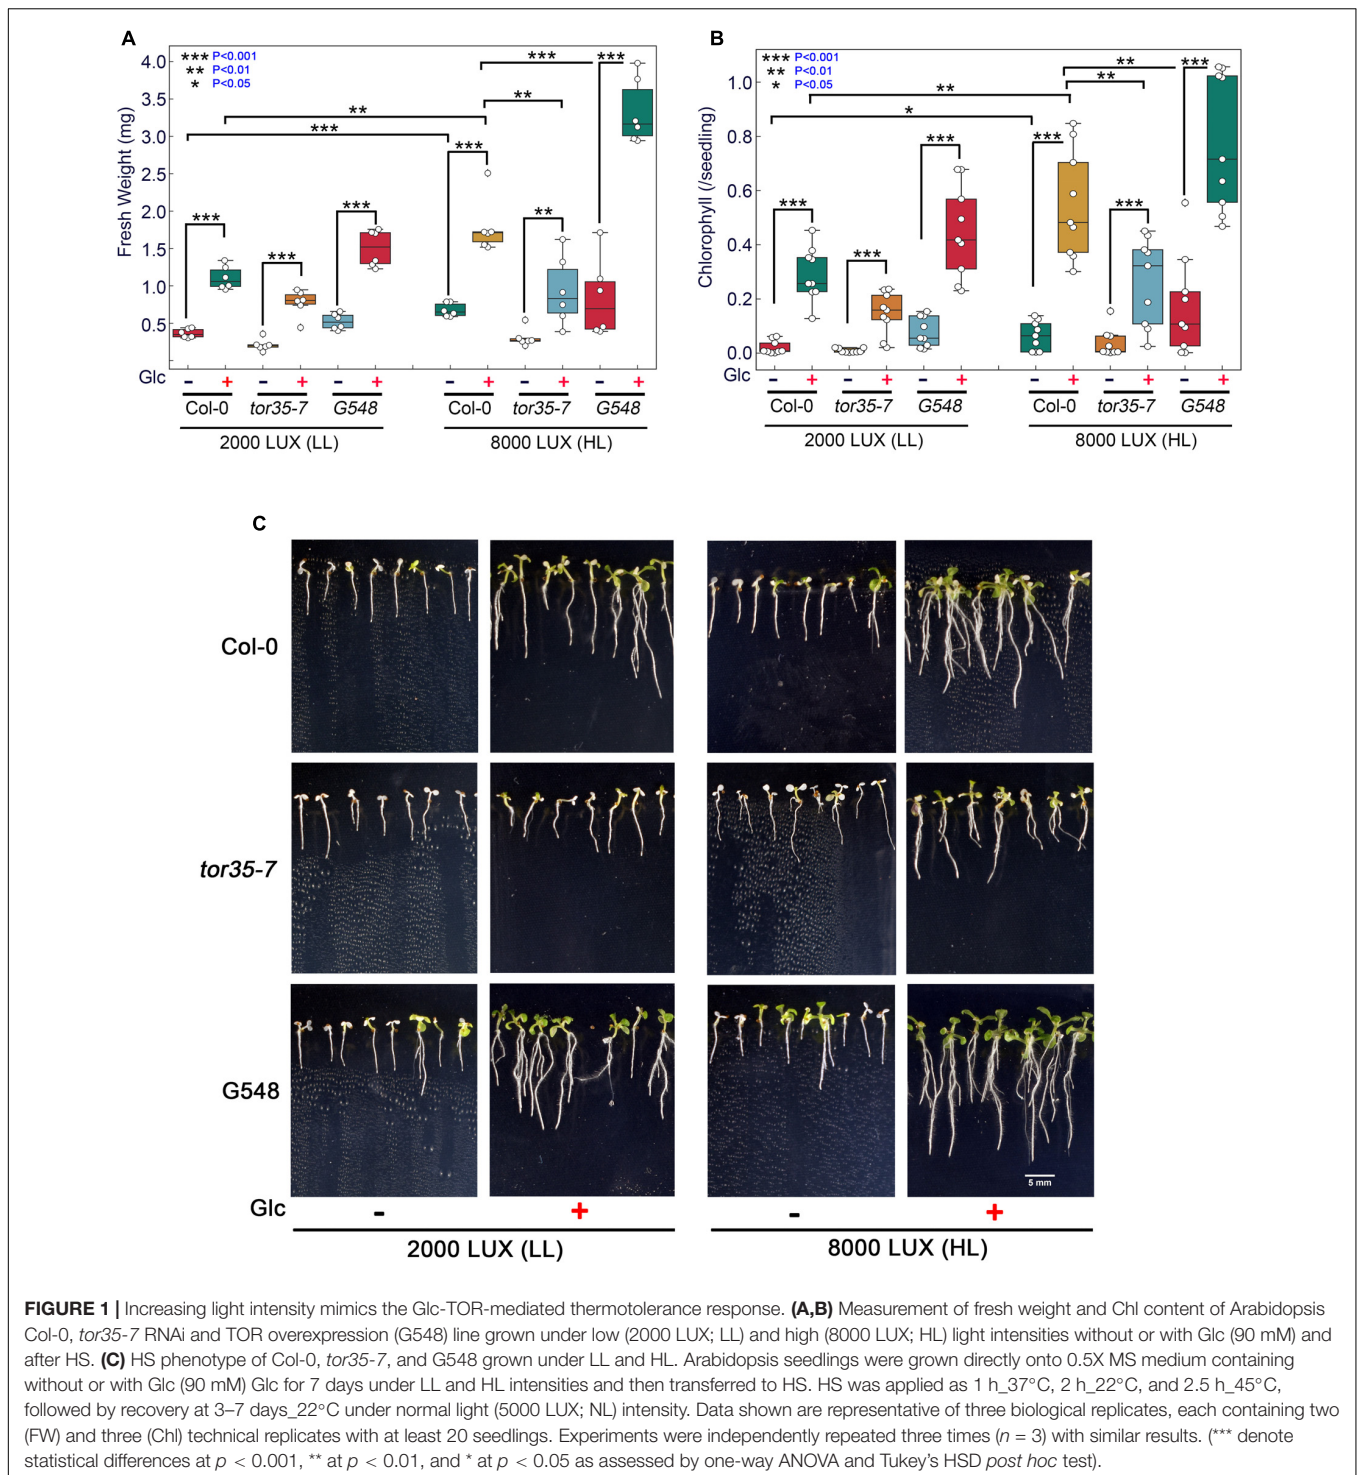 A
*** P<0.001
** P<0.01
* P<0.05
Fresh Weight (mg)
4.0
3.5
3.0
2.5
2.0
1.5
1.0
0.5
***
***
***
***
**
***
***
**
***
**
***
Glc
- + - + - + - + - + - +
Col-0 tor35-7 G548 Col-0 tor35-7 G548
2000 LUX (LL) 8000 LUX (HL)
B
*** P<0.001
** P<0.01
* P<0.05
Chlorophyll (/seedling)
1.0
0.8
0.6
0.4
0.2
0.0
***
***
***
*
**
***
***
**
**
***
Glc
- + - + - + - + - + - +
Col-0 tor35-7 G548 Col-0 tor35-7 G548
2000 LUX (LL) 8000 LUX (HL)
C
Col-0
tor35-7
G548
5 mm
Glc - + - +
2000 LUX (LL) 8000 LUX (HL)
FIGURE 1 | Increasing light intensity mimics the Glc-TOR-mediated thermotolerance response. (A,B) Measurement of fresh weight and Chl content of Arabidopsis
Col-0, tor35-7 RNAi and TOR overexpression (G548) line grown under low (2000 LUX; LL) and high (8000 LUX; HL) light intensities without or with Glc (90 mM) and
after HS. (C) HS phenotype of Col-0, tor35-7, and G548 grown under LL and HL. Arabidopsis seedlings were grown directly onto 0.5X MS medium containing
without or with Glc (90 mM) Glc for 7 days under LL and HL intensities and then transferred to HS. HS was applied as 1 h_37°C, 2 h_22°C, and 2.5 h_45°C,
followed by recovery at 3–7 days_22°C under normal light (5000 LUX; NL) intensity. Data shown are representative of three biological replicates, each containing two
(FW) and three (Chl) technical replicates with at least 20 seedlings. Experiments were independently repeated three times (n = 3) with similar results. (*** denote
statistical differences at p < 0.001, ** at p < 0.01, and * at p < 0.05 as assessed by one-way ANOVA and Tukey's HSD post hoc test).